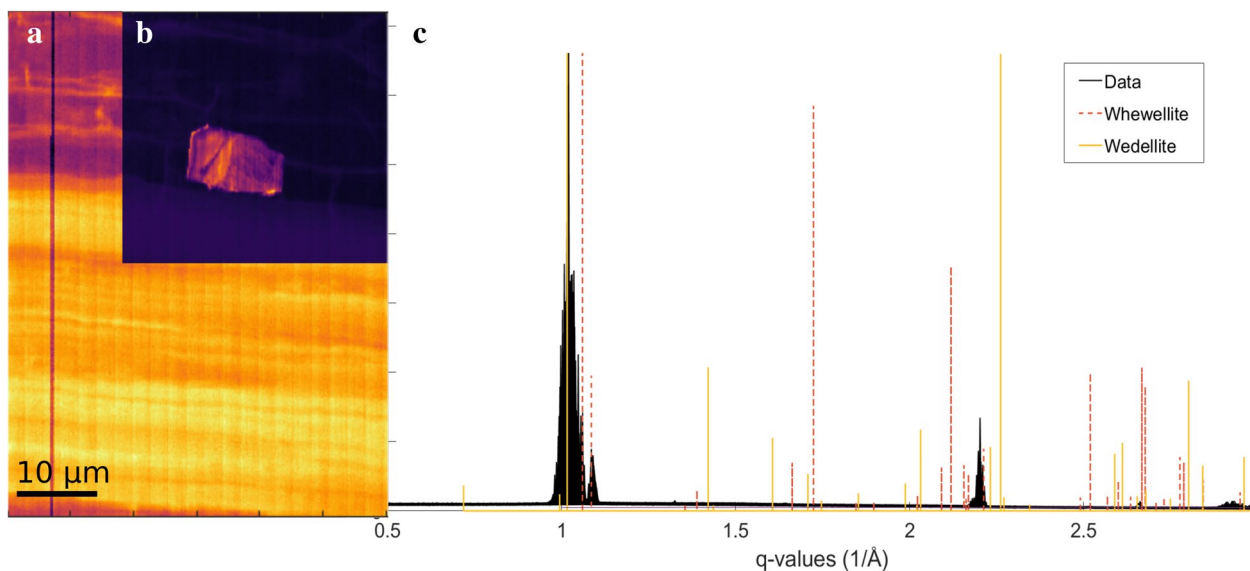 a
b
c
10 µm
Data
Whewellite
Wedellite
0.5
1
1.5
2
2.5
q-values (1/Å)